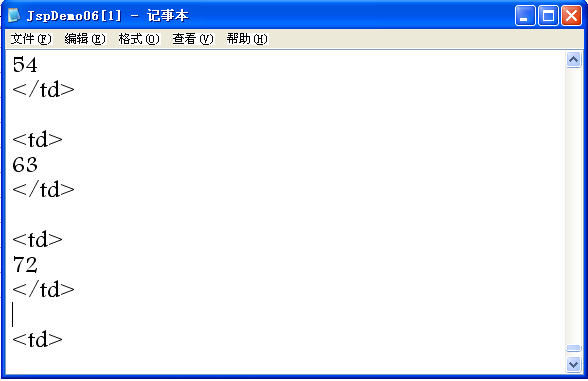 JspDemo06[1] - 记事本
文件(F) 编辑(E) 格式(O) 查看(V) 帮助(H)
54
</td>
<td>
63
</td>
<td>
72
</td>
<td>